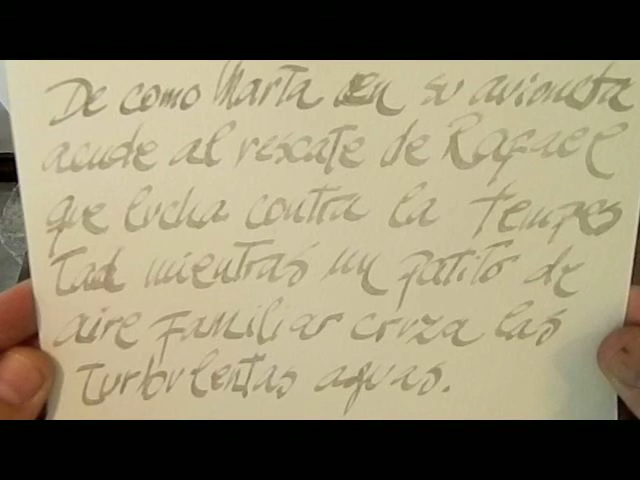 De como Marta en su avioneta
acude al rescate de Rafael
que lucha contra la tempes
tad mientras un patito de
aire familiar cruza las
turbulentas aguas.